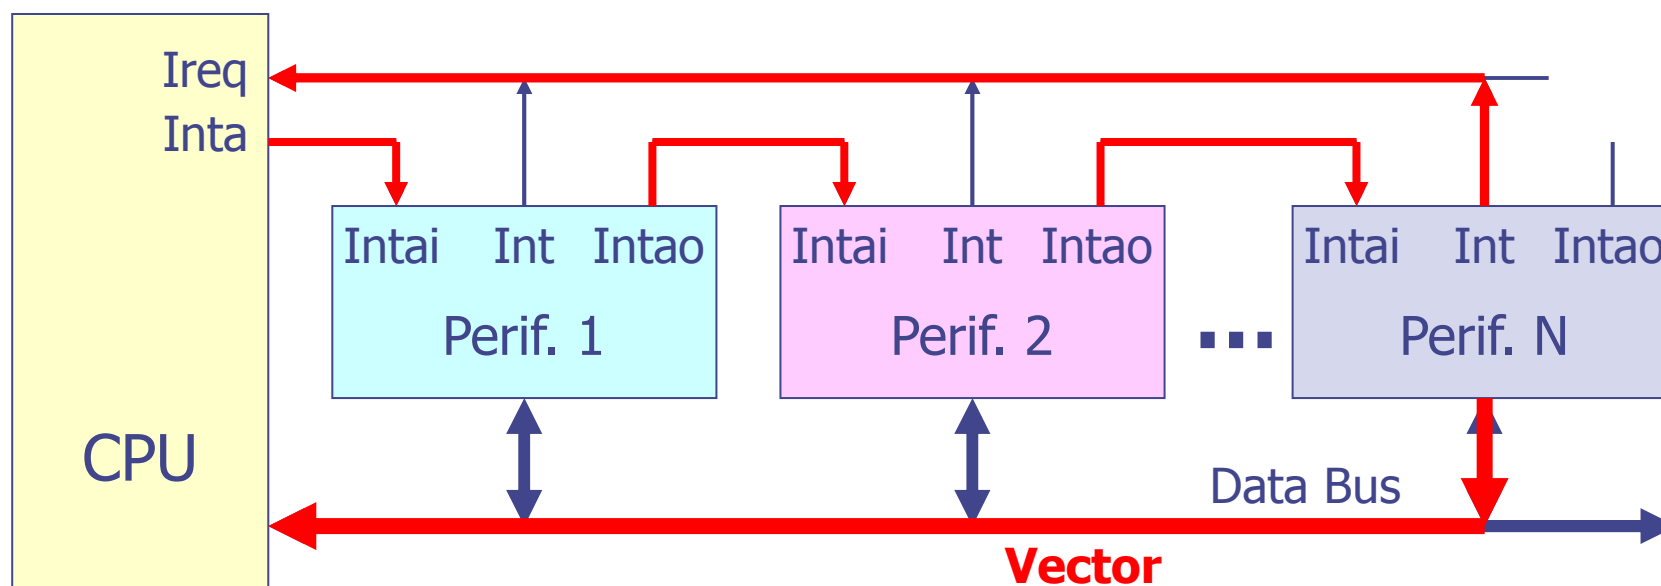 Ireq
Inta
Intai Int Intao
Perif. 1
Intai Int Intao
Perif. 2
...
Intai Int Intao
Perif. N
CPU
Data Bus
Vector